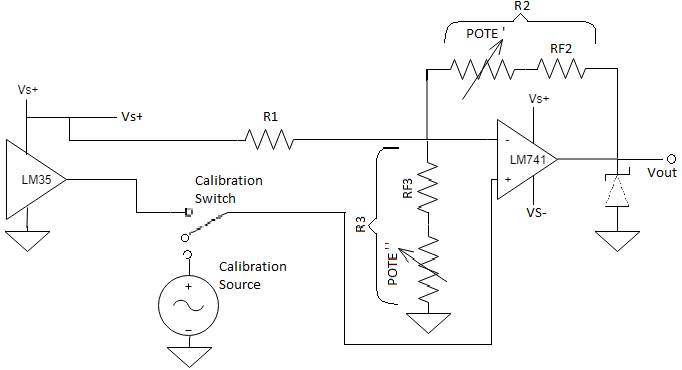 R2
POTE '
RF2
Vs+
Vs+
R1
Vs+
-
LM741
+
Vout
VS-
LM35
Calibration
Switch
RF3
R3
POTE "
Calibration
Source
+
–